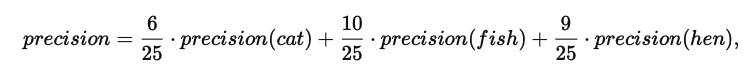 precision = 6/25 · precision(cat) + 10/25 · precision(fish) + 9/25 · precision(hen),